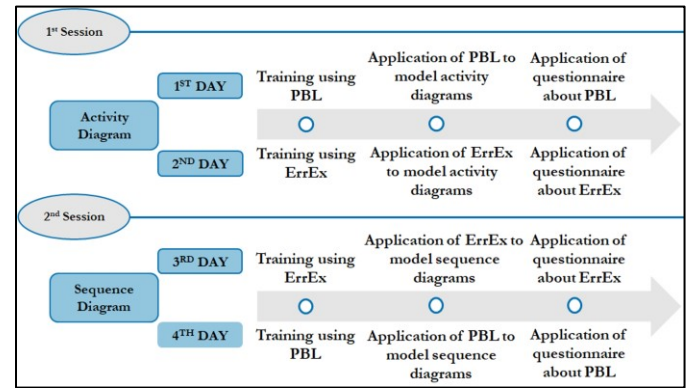 1st Session
1ST DAY
Training using
PBL
Application of PBL to
model activity
diagrams
Application of
questionnaire
about PBL
Activity
Diagram
2ND DAY
Training using
ErrEx
Application of ErrEx
to model activity
diagrams
Application of
questionnaire
about ErrEx
2nd Session
3RD DAY
Training using
ErrEx
Application of ErrEx to
model sequence
diagrams
Application of
questionnaire
about ErrEx
Sequence
Diagram
4TH DAY
Training using
PBL
Application of PBL to
model sequence
diagrams
Application of
questionnaire
about PBL